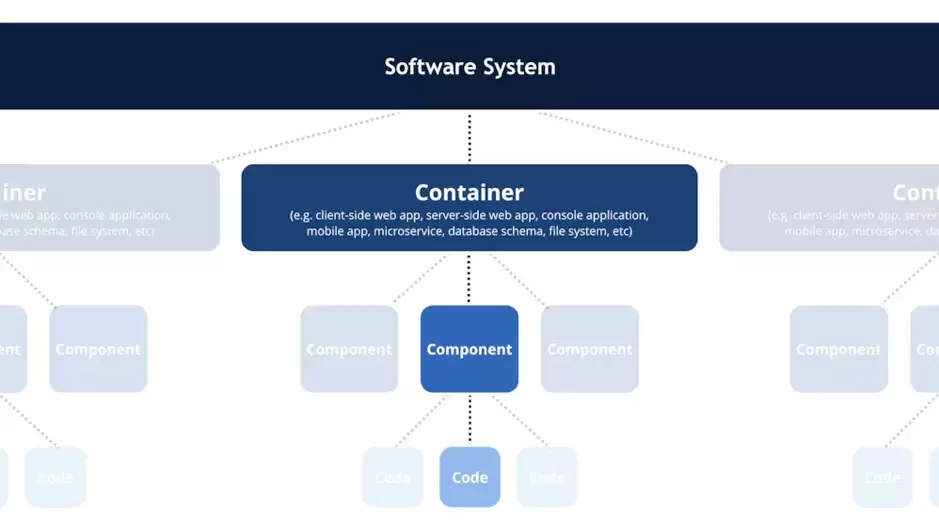 Software System
iner
le web app, console application,
base schema, file system, etc)
Container
(e.g. client-side web app, server-side web app, console application,
mobile app, microservice, database schema, file system, etc)
Cont
(e.g. client-side web app, server
mobile app, microservice, da
ent
Component
Component
Component
Component
Component
Co
Code
Code
Code
Code
Code